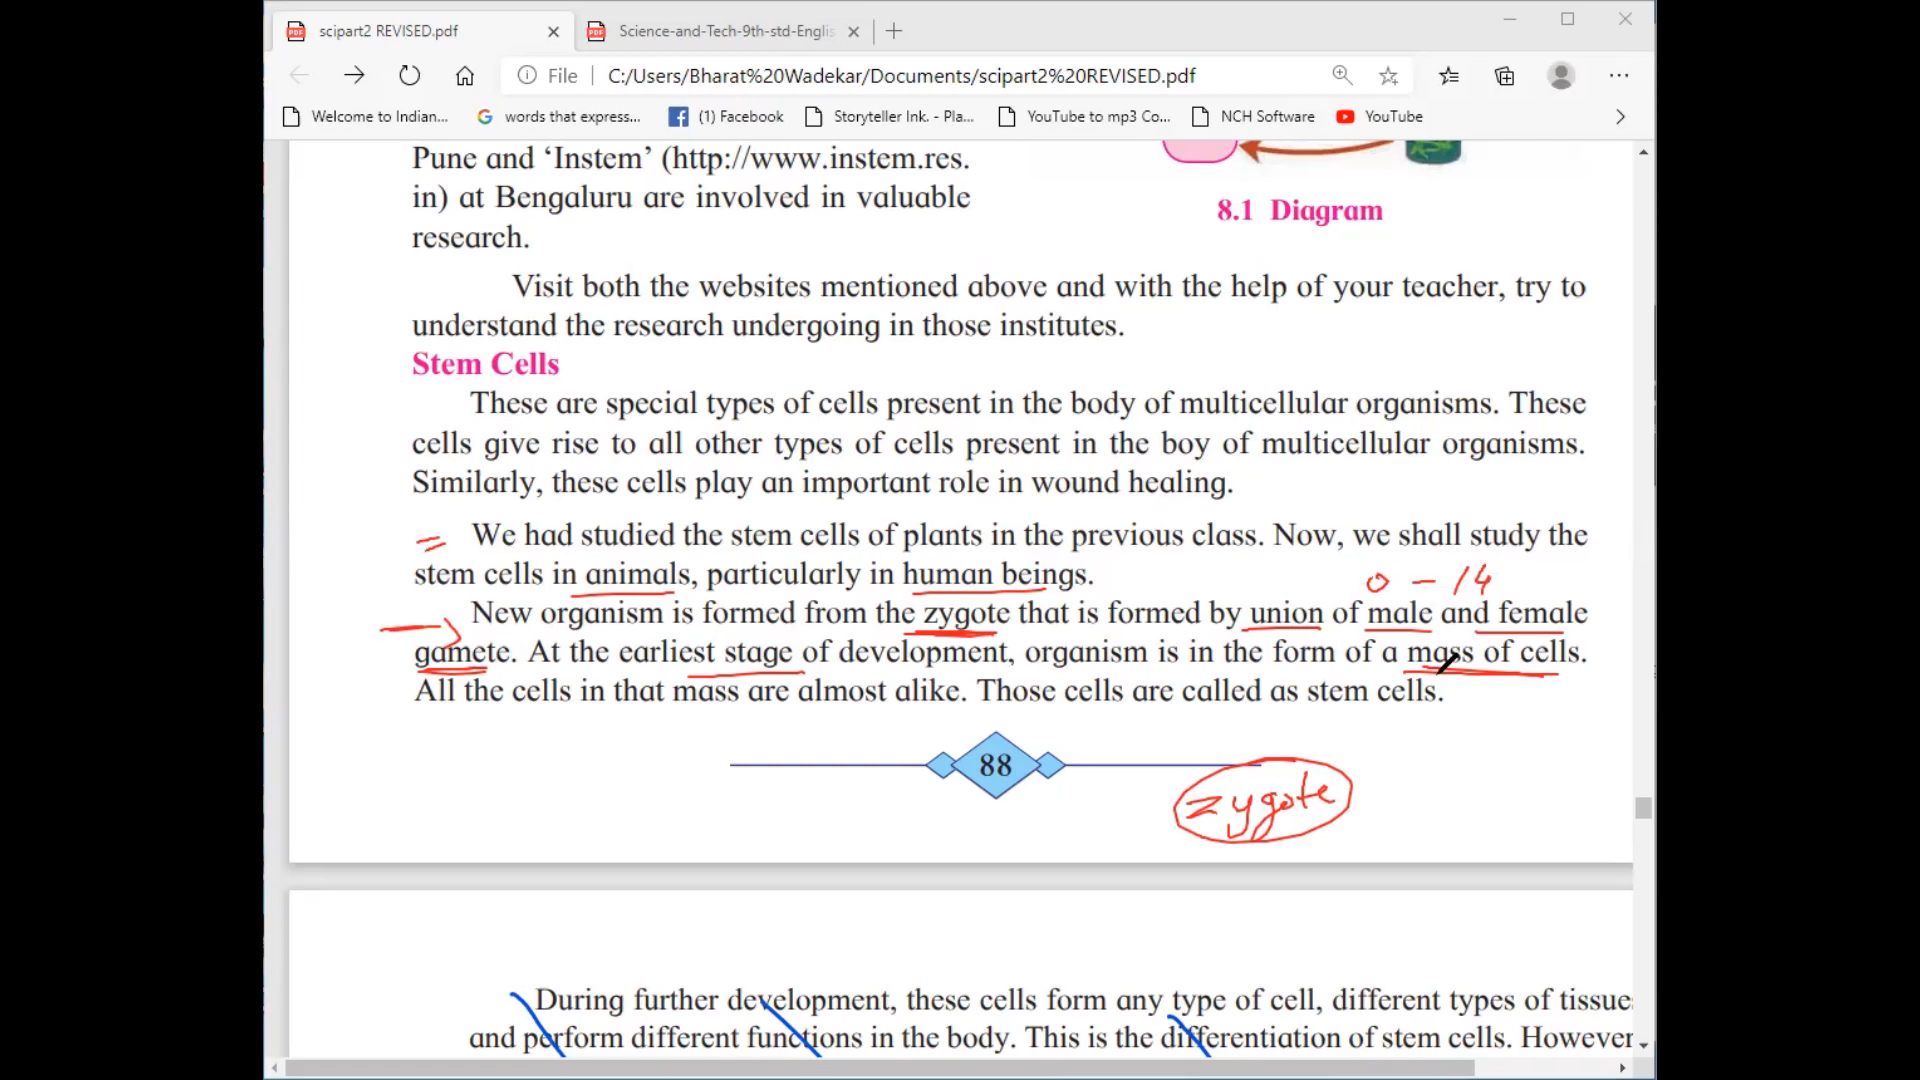 scipart2 REVISED.pdf
Science-and-Tech-9th-std-Englis
File C:/Users/Bharat%20Wadekar/Documents/scipart2%20REVISED.pdf
Welcome to Indian... words that express... (1) Facebook Storyteller Ink. - Pla... YouTube to mp3 Co... NCH Software YouTube
Pune and ‘Instem’ (http://www.instem.res.
in) at Bengaluru are involved in valuable
research.
8.1 Diagram
Visit both the websites mentioned above and with the help of your teacher, try to
understand the research undergoing in those institutes.
Stem Cells
These are special types of cells present in the body of multicellular organisms. These
cells give rise to all other types of cells present in the boy of multicellular organisms.
Similarly, these cells play an important role in wound healing.
We had studied the stem cells of plants in the previous class. Now, we shall study the
stem cells in animals, particularly in human beings.
0 - 14
New organism is formed from the zygote that is formed by union of male and female
gamete. At the earliest stage of development, organism is in the form of a mass of cells.
All the cells in that mass are almost alike. Those cells are called as stem cells.
88
zygote
During further development, these cells form any type of cell, different types of tissue
and perform different functions in the body. This is the differentiation of stem cells. However